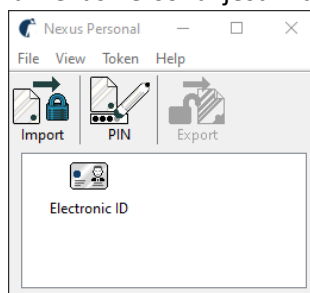 Nexus Personal
File View Token Help
Import PIN Export
Electronic ID